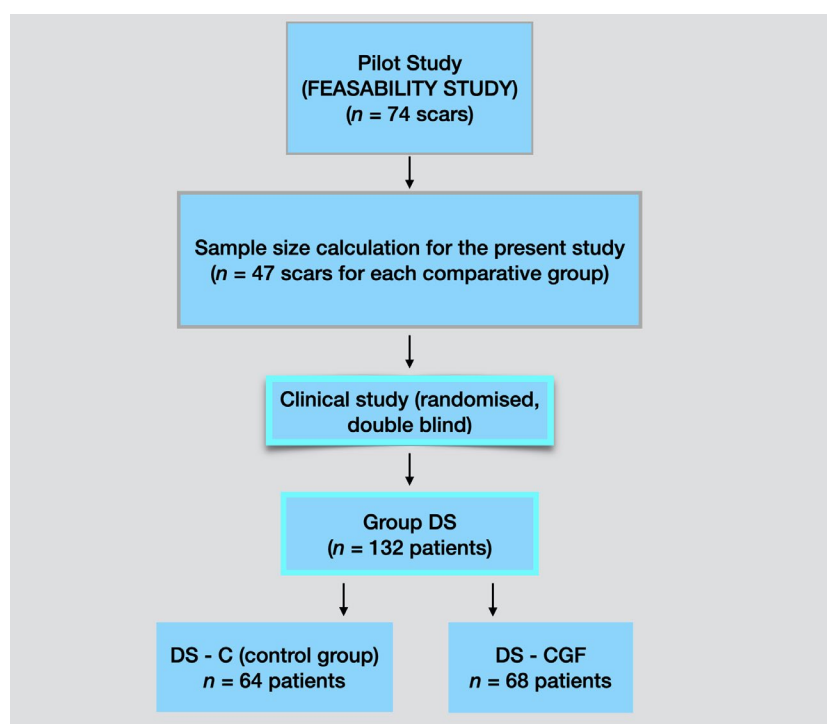 Pilot Study
(FEASABILITY STUDY)
(n = 74 scars)
Sample size calculation for the present study
(n = 47 scars for each comparative group)
Clinical study (randomised,
double blind)
Group DS
(n = 132 patients)
DS - C (control group)
n = 64 patients
DS - CGF
n = 68 patients